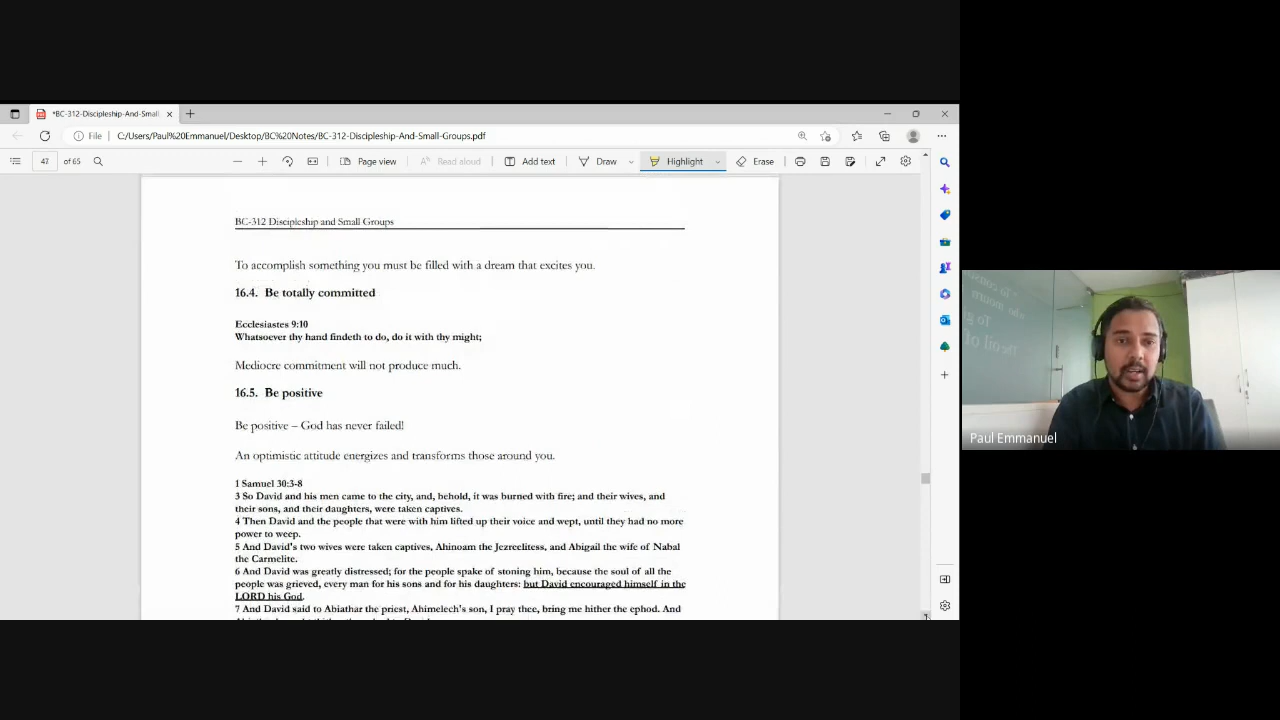 *BC-312-Discipleship-And-Small
File
C:/Users/Paul%20Emmanuel/Desktop/BC%20Notes/BC-312-Discipleship-And-Small-Groups.pdf
47 of 65
Page view
Read aloud
Add text
Draw
Highlight
Erase
BC-312 Discipleship and Small Groups
To accomplish something you must be filled with a dream that excites you.
16.4. Be totally committed
Ecclesiastes 9:10
Whatsoever thy hand findeth to do, do it with thy might;
Mediocre commitment will not produce much.
16.5. Be positive
Be positive – God has never failed!
An optimistic attitude energizes and transforms those around you.
1 Samuel 30:3-8
3 So David and his men came to the city, and, behold, it was burned with fire; and their wives, and
their sons, and their daughters, were taken captives.
4 Then David and the people that were with him lifted up their voice and wept, until they had no more
power to weep.
5 And David's two wives were taken captives, Ahinoam the Jezreelitess, and Abigail the wife of Nabal
the Carmelite.
6 And David was greatly distressed; for the people spake of stoning him, because the soul of all the
people was grieved, every man for his sons and for his daughters: but David encouraged himself in the
LORD his God.
7 And David said to Abiathar the priest, Ahimelech's son, I pray thee, bring me hither the ephod. And
Paul Emmanuel